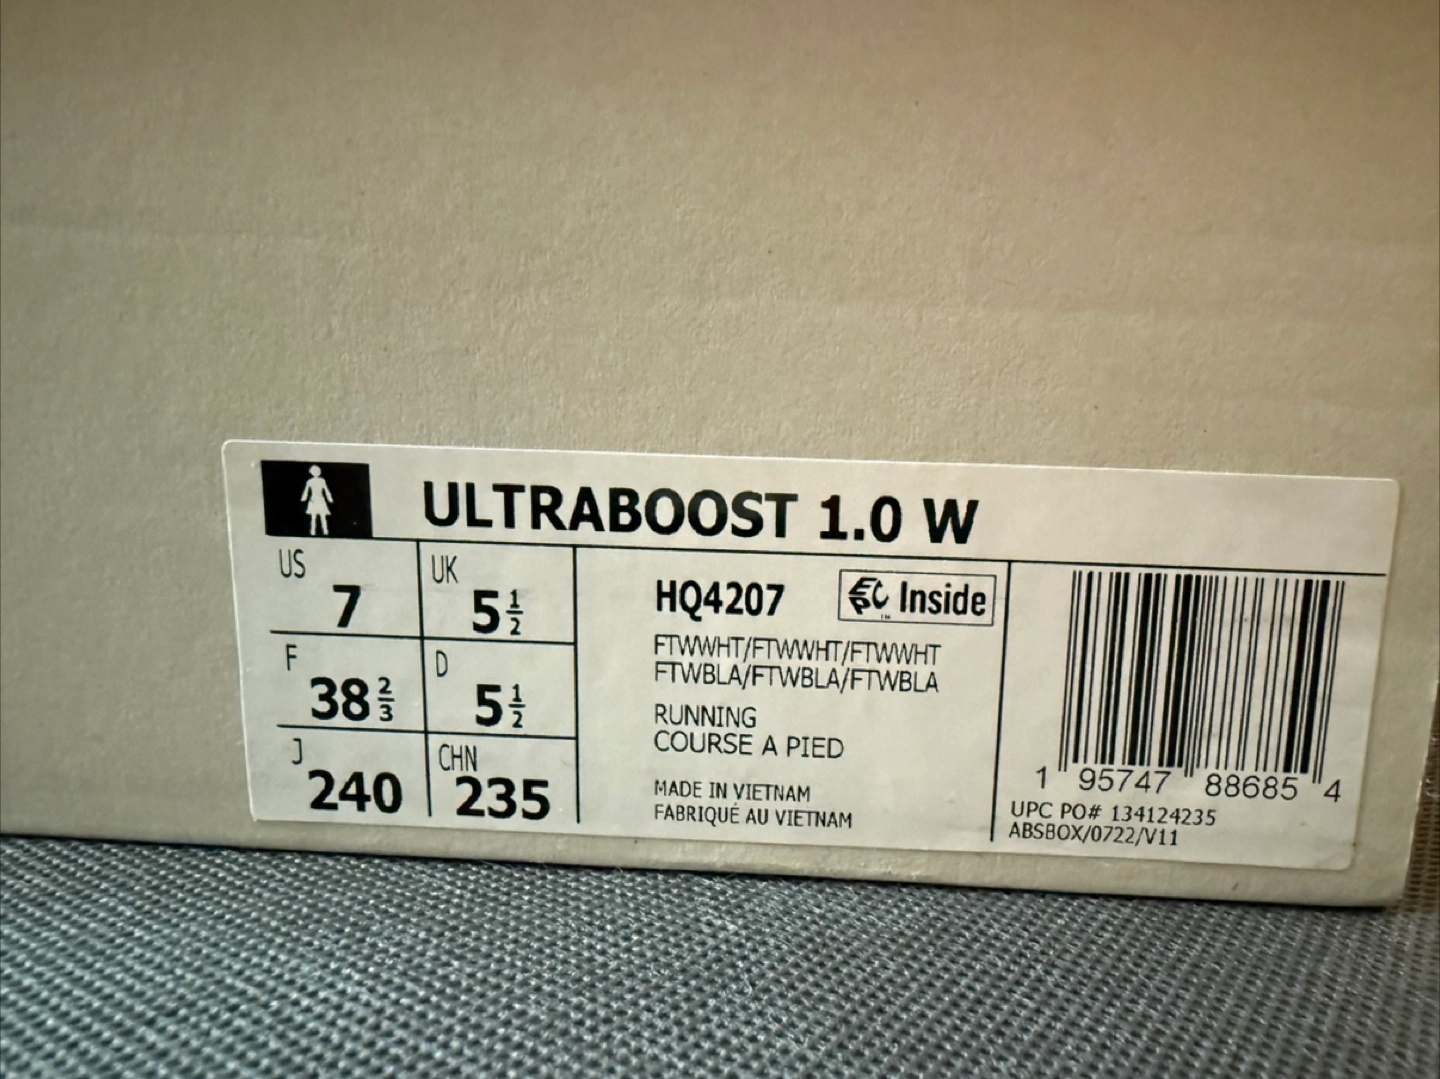 ULTRABOOST 1.0 W
US
7
UK
5 1/2
F
38 2/3
D
5 1/2
J
240
CHN
235
HQ4207
EPC Inside
TM
FTWWHT/FTWWHT/FTWWHT
FTWBLA/FTWBLA/FTWBLA
RUNNING
COURSE A PIED
MADE IN VIETNAM
FABRIQUÉ AU VIETNAM
1 95747 88685 4
UPC PO# 134124235
ABSBOX/0722/V11